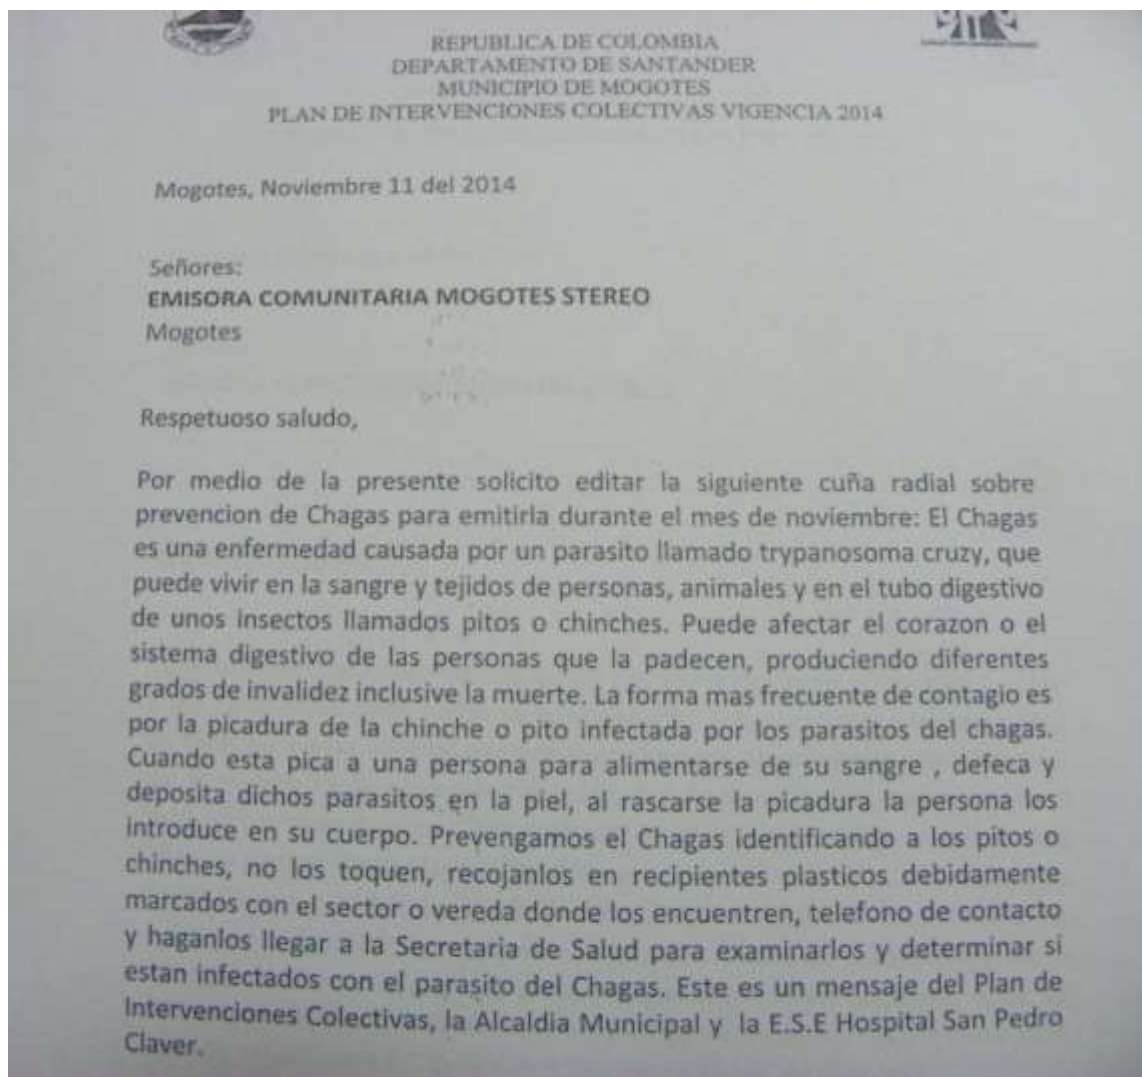 REPUBLICA DE COLOMBIA
DEPARTAMENTO DE SANTANDER
MUNICIPIO DE MOGOTES
PLAN DE INTERVENCIONES COLECTIVAS VIGENCIA 2014
Mogotes, Noviembre 11 del 2014
Señores:
EMISORA COMUNITARIA MOGOTES STEREO
Mogotes
Respetuoso saludo,
Por medio de la presente solicito editar la siguiente cuña radial sobre
prevencion de Chagas para emitirla durante el mes de noviembre: El Chagas
es una enfermedad causada por un parasito llamado trypanosoma cruzy, que
puede vivir en la sangre y tejidos de personas, animales y en el tubo digestivo
de unos insectos llamados pitos o chinches. Puede afectar el corazon o el
sistema digestivo de las personas que la padecen, produciendo diferentes
grados de invalidez inclusive la muerte. La forma mas frecuente de contagio es
por la picadura de la chinche o pito infectada por los parasitos del chagas.
Cuando esta pica a una persona para alimentarse de su sangre , defeca y
deposita dichos parasitos en la piel, al rascarse la picadura la persona los
introduce en su cuerpo. Prevengamos el Chagas identificando a los pitos o
chinches, no los toquen, recojanlos en recipientes plasticos debidamente
marcados con el sector o vereda donde los encuentren, telefono de contacto
y haganlos llegar a la Secretaria de Salud para examinarlos y determinar si
estan infectados con el parasito del Chagas. Este es un mensaje del Plan de
Intervenciones Colectivas, la Alcaldia Municipal y la E.S.E Hospital San Pedro
Claver.